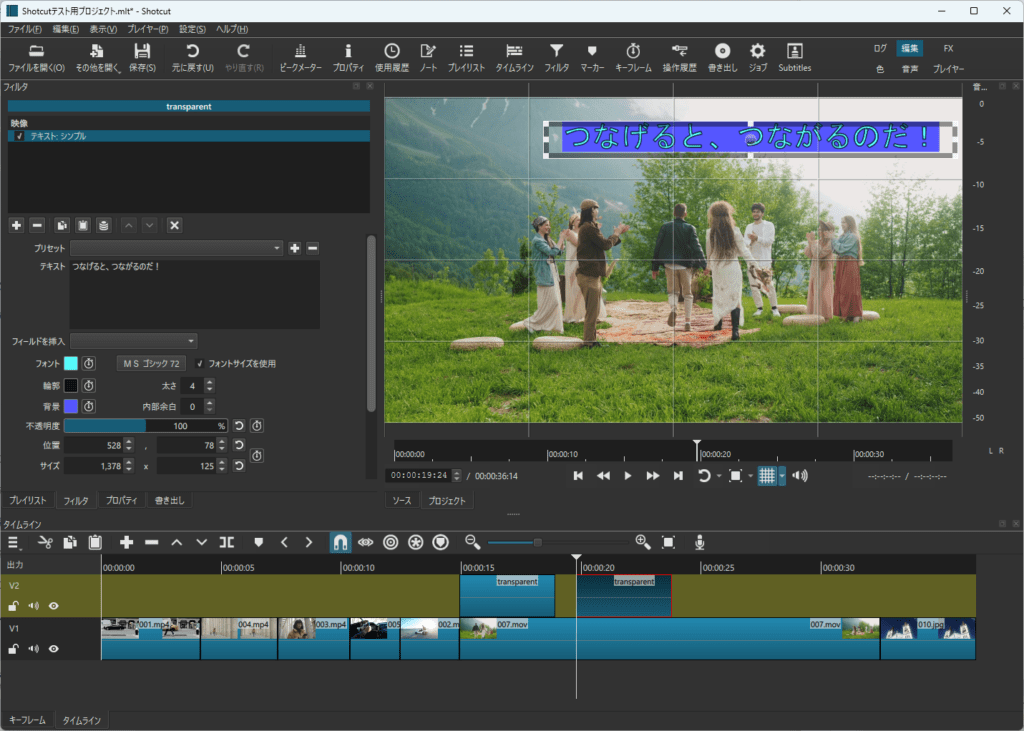 Shotcutテスト用プロジェクト.mlt* - Shotcut
ファイル(F) 編集(E) 表示(V) プレイヤー(P) 設定(S) ヘルプ(H)
ファイルを開く(O) その他を開く 保存(S) 元に戻す(U) やり直す(R) ピークメーター プロパティ 使用履歴 ノート プレイリスト タイムライン フィルタ マーカー キーフレーム 操作履歴 書き出し ジョブ Subtitles
ログ 編集 FX
色 音声 プレイヤー
フィルタ
音...
transparent
映像
✓ テキスト: シンプル
プリセット
テキスト つなげると、つながるのだ！
フィールドを挿入
フォント ＭＳ ゴシック 72 ✓ フォントサイズを使用
輪郭 太さ 4
背景 内部余白 0
不透明度 100 %
位置 528 , 78
サイズ 1,378 x 125
プレイリスト フィルタ プロパティ 書き出し
つなげると、つながるのだ！
0
-5
-10
-15
-20
-25
-30
-35
-40
-50
L R
00:00:00 00:00:10 00:00:20 00:00:30
00:00:19:24 / 00:00:36:14
--:--:--:-- / --:--:--:--
ソース プロジェクト
タイムライン
出力
00:00:00 00:00:05 00:00:10 00:00:15 00:00:20 00:00:25 00:00:30
V2
transparent transparent
V1
001.mp4 004.mp4 003.mp4 005 002.m 007.mov 007.mov 010.jpg
キーフレーム タイムライン